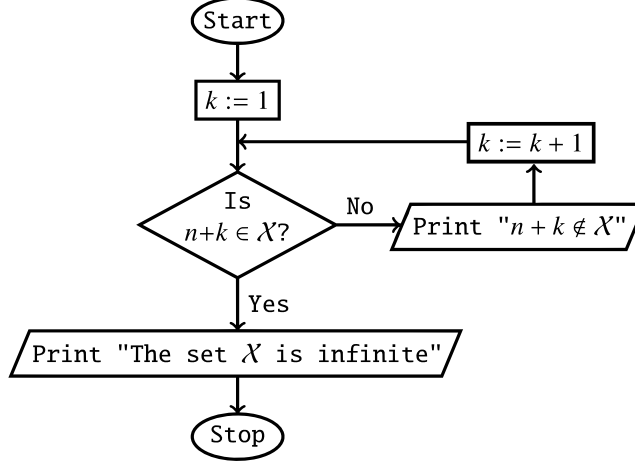 Start
k := 1
k := k + 1
Is
n+k ∈ 𝒳?
No
Print "n + k ∉ 𝒳"
Yes
Print "The set 𝒳 is infinite"
Stop